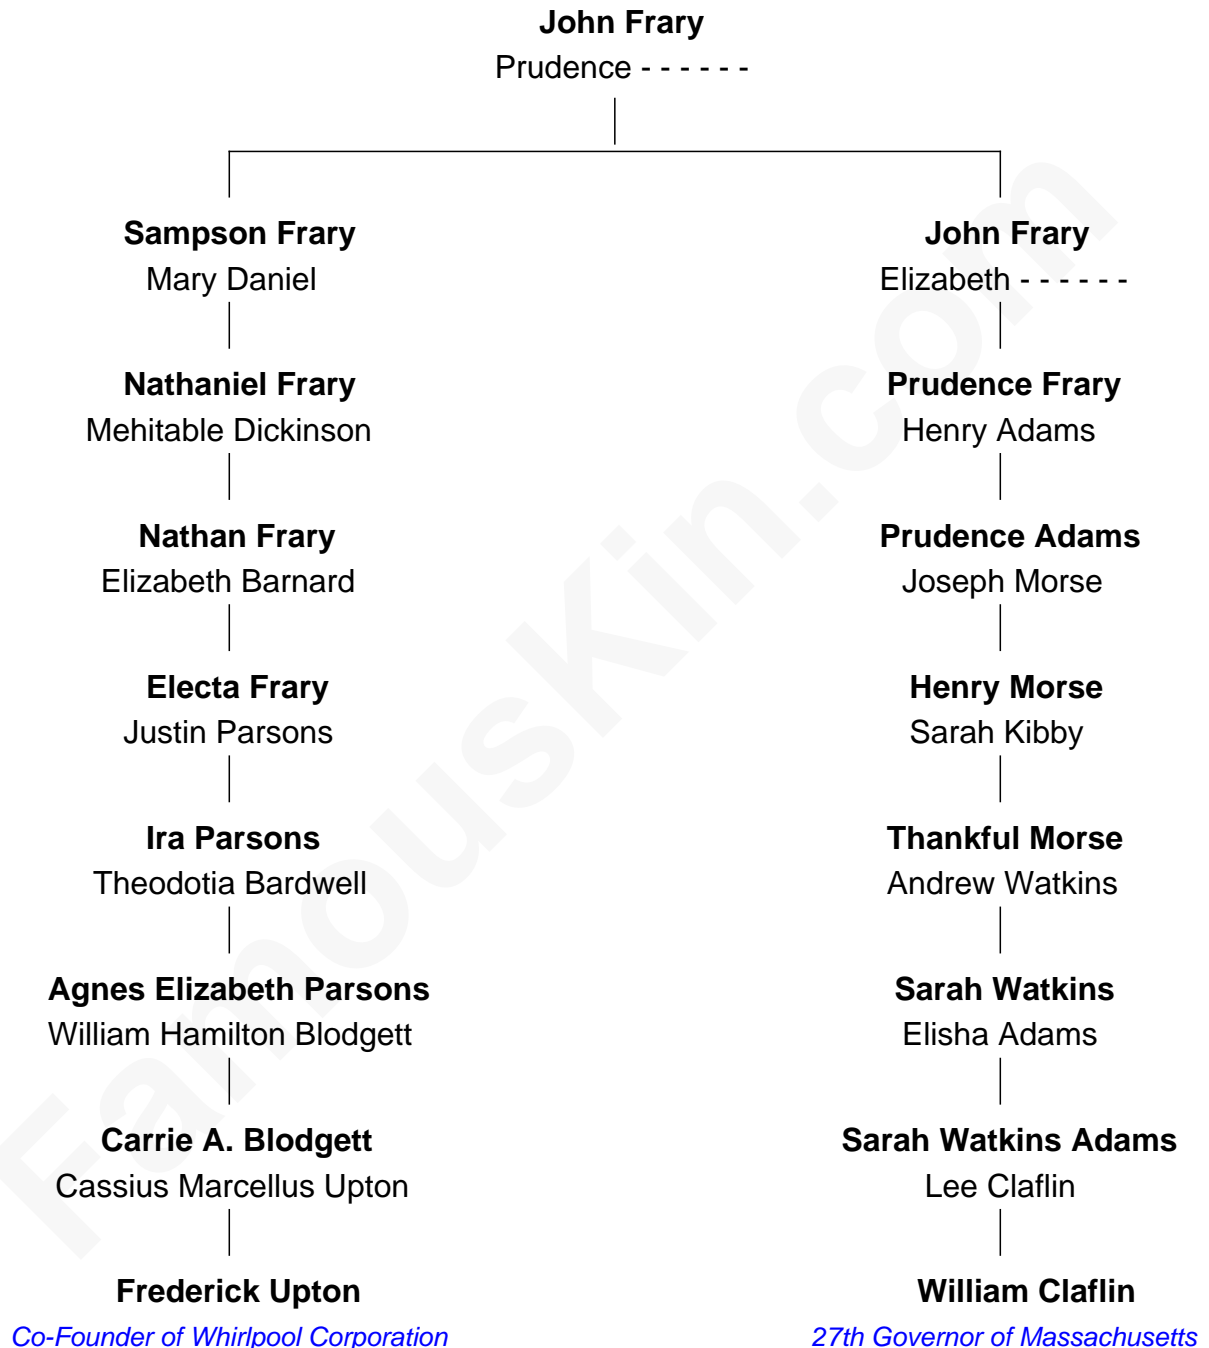 John Frary
Prudence - - - - - -
Sampson Frary
Mary Daniel
John Frary
Elizabeth - - - - - -
Nathaniel Frary
Mehitable Dickinson
Prudence Frary
Henry Adams
Nathan Frary
Elizabeth Barnard
Prudence Adams
Joseph Morse
Electa Frary
Justin Parsons
Henry Morse
Sarah Kibby
Ira Parsons
Theodotia Bardwell
Thankful Morse
Andrew Watkins
Agnes Elizabeth Parsons
William Hamilton Blodgett
Sarah Watkins
Elisha Adams
Carrie A. Blodgett
Cassius Marcellus Upton
Sarah Watkins Adams
Lee Claflin
Frederick Upton
Co-Founder of Whirlpool Corporation
William Claflin
27th Governor of Massachusetts
FamousKin.com